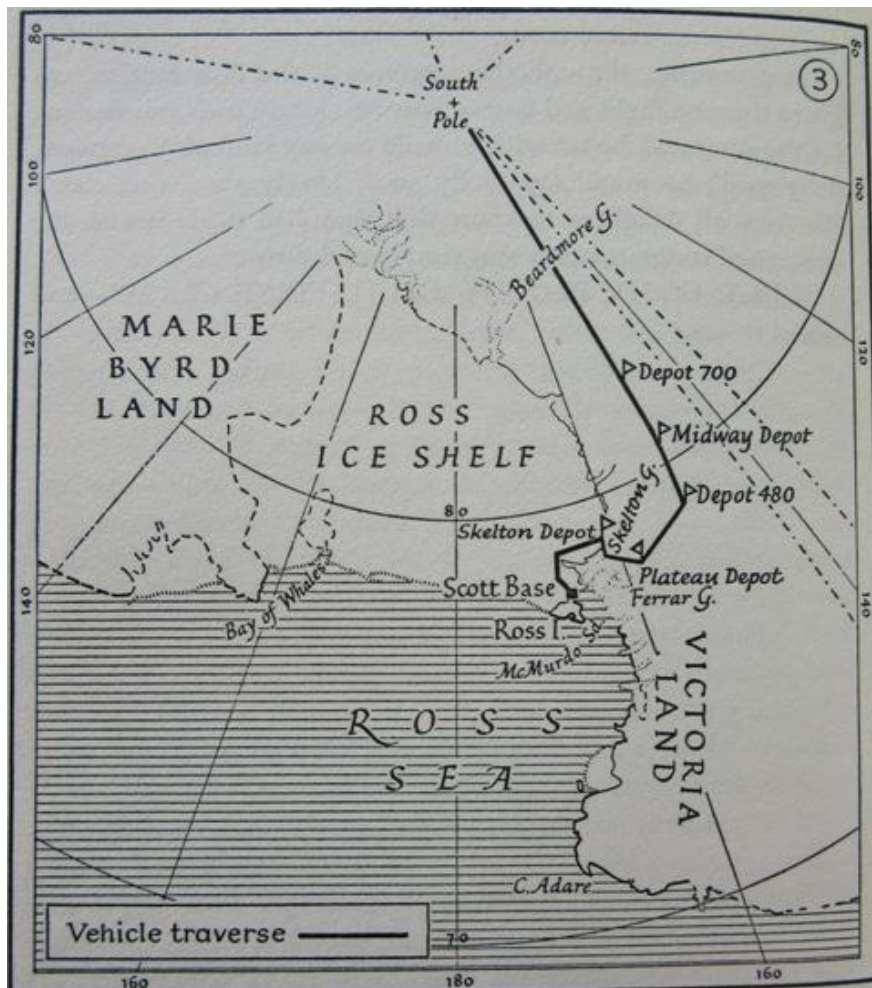 80
80
3
South
Pole
100
100
Beardmore G.
MARIE
BYRD
LAND
120
120
Depot 700
ROSS
ICE SHELF
Midway Depot
Depot 480
80
Skelton G.
Skelton Depot
Plateau Depot
Scott Base
Ferrar G.
140
140
Bay of Whales
Ross I.
McMurdo Sd.
VICTORIA
LAND
ROSS
SEA
C. Adare
Vehicle traverse
70
160
180
160